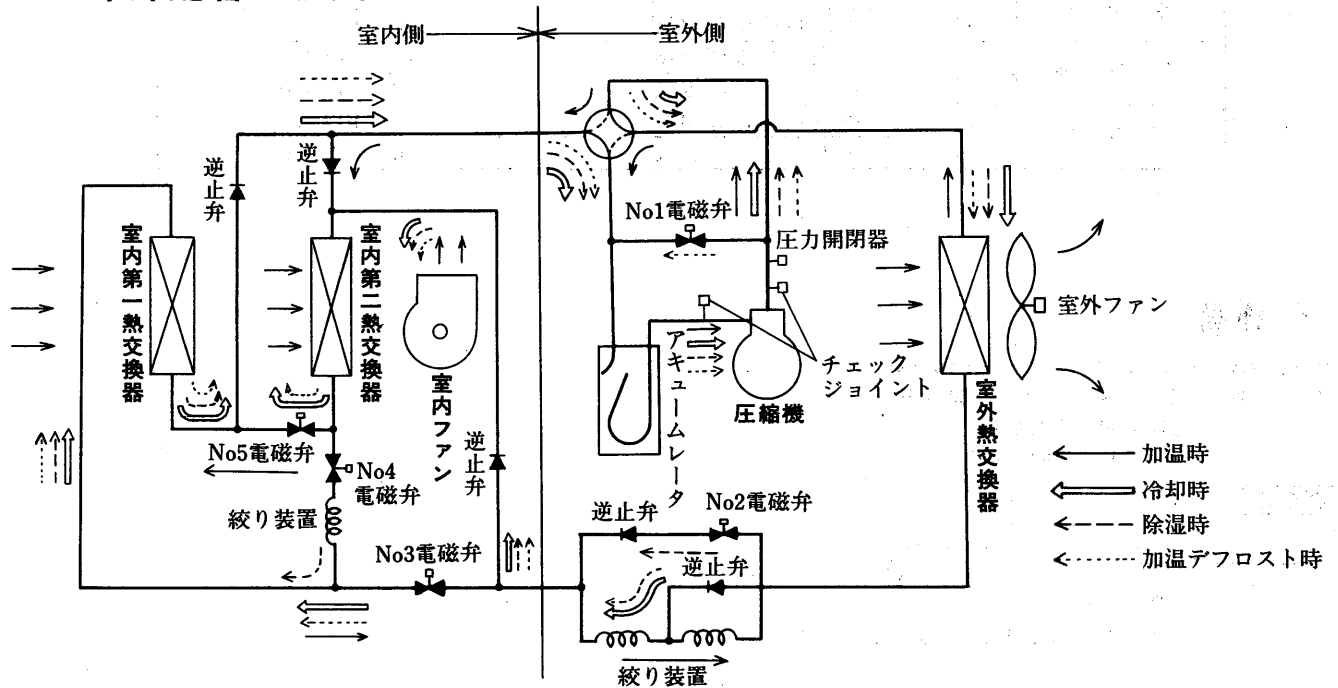 室内側
室外側
逆止弁
逆止弁
No1電磁弁
圧力開閉器
室内第一熱交換器
室内第二熱交換器
室内ファン
アキュームレータ
チェック
ジョイント
圧縮機
室外ファン
室外熱交換器
No5電磁弁
No4
電磁弁
逆止弁
絞り装置
No3電磁弁
逆止弁
No2電磁弁
逆止弁
絞り装置
加温時
冷却時
除湿時
加温デフロスト時